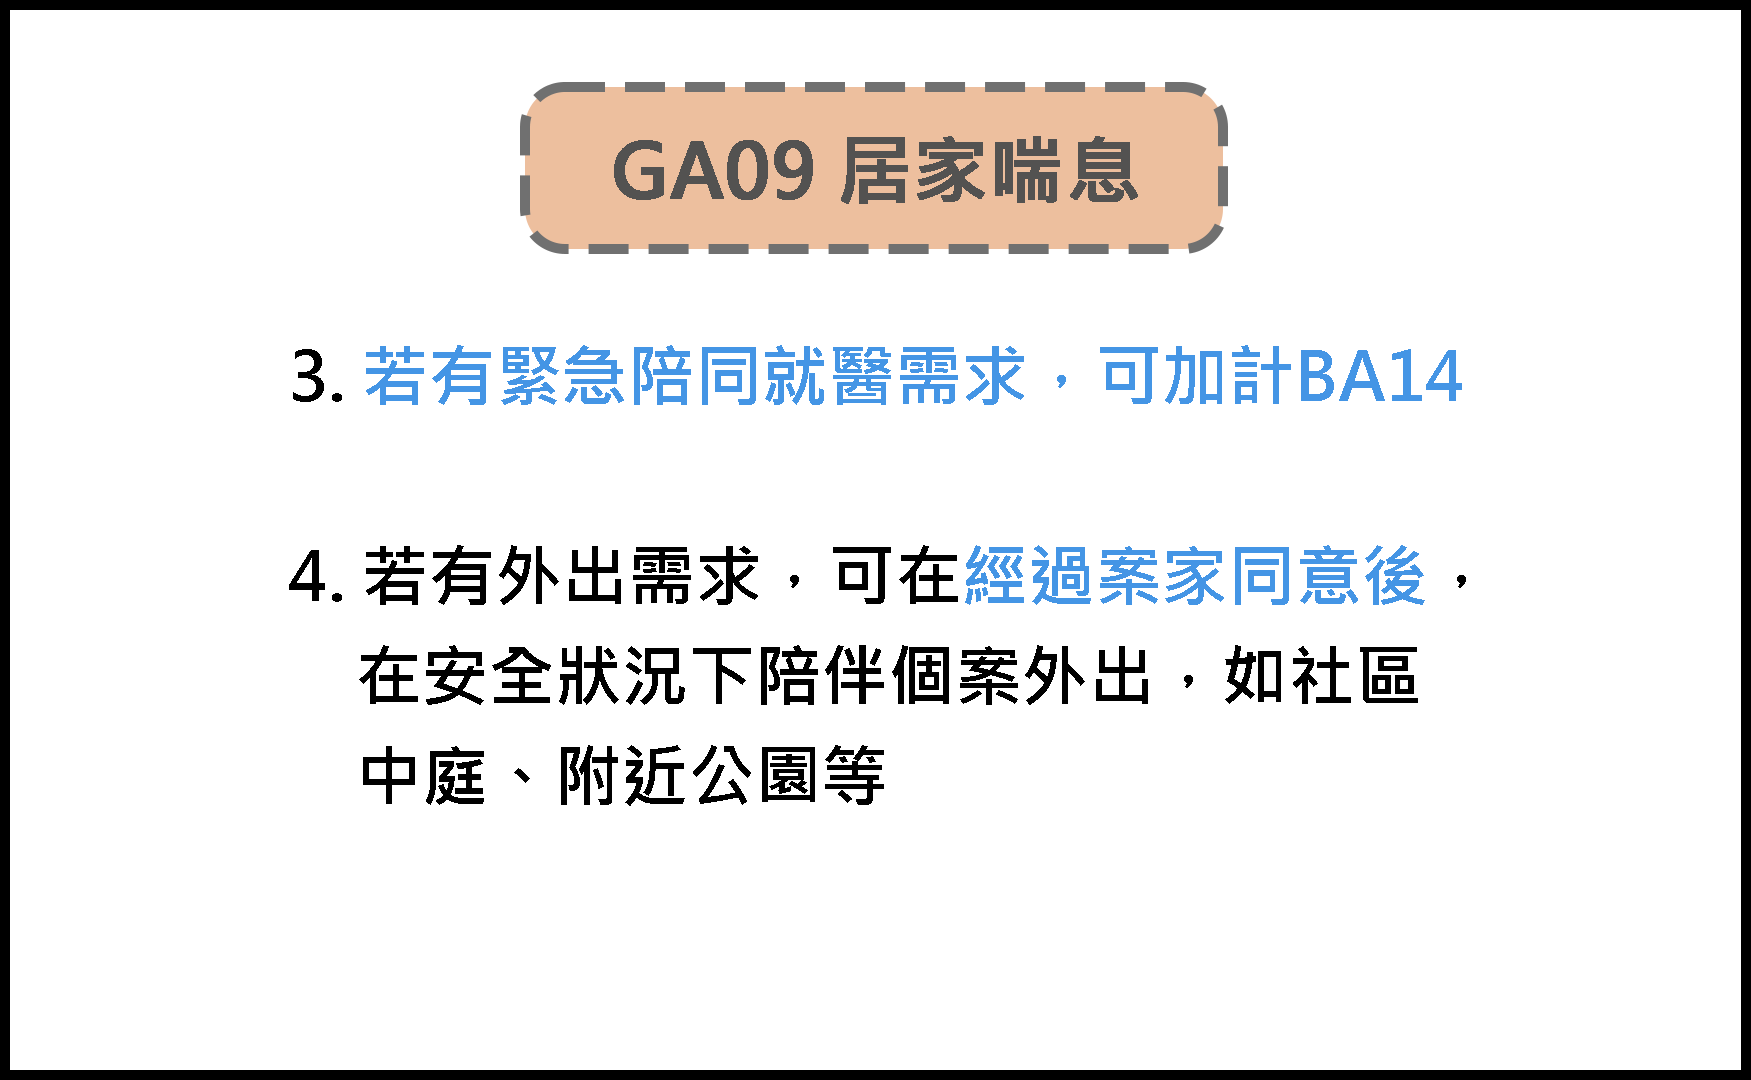 GA09 居家喘息
3. 若有緊急陪同就醫需求，可加計BA14
4. 若有外出需求，可在經過案家同意後，
在安全狀況下陪伴個案外出，如社區
中庭、附近公園等